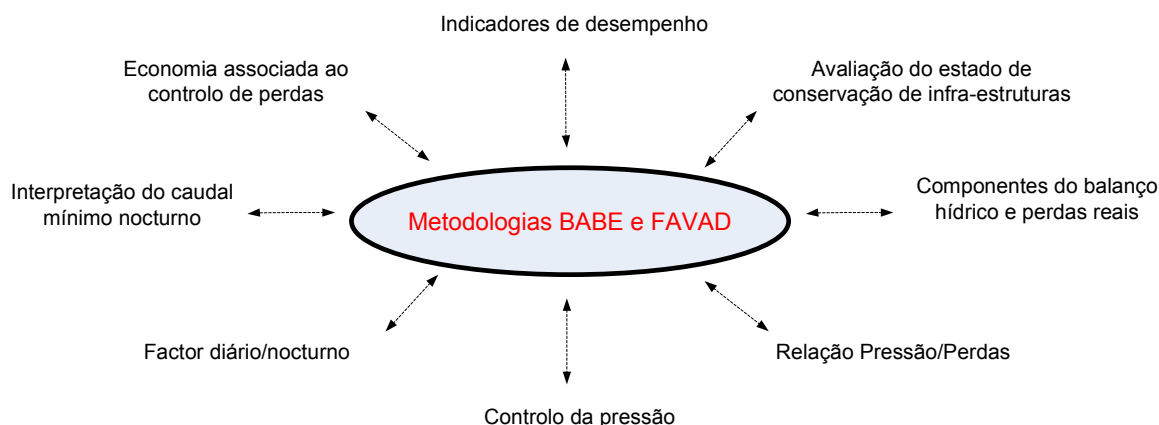 Indicadores de desempenho
Economia associada ao
controlo de perdas
Avaliação do estado de
conservação de infra-estruturas
Interpretação do caudal
mínimo nocturno
Metodologias BABE e FAVAD
Componentes do balanço
hídrico e perdas reais
Factor diário/nocturno
Relação Pressão/Perdas
Controlo da pressão